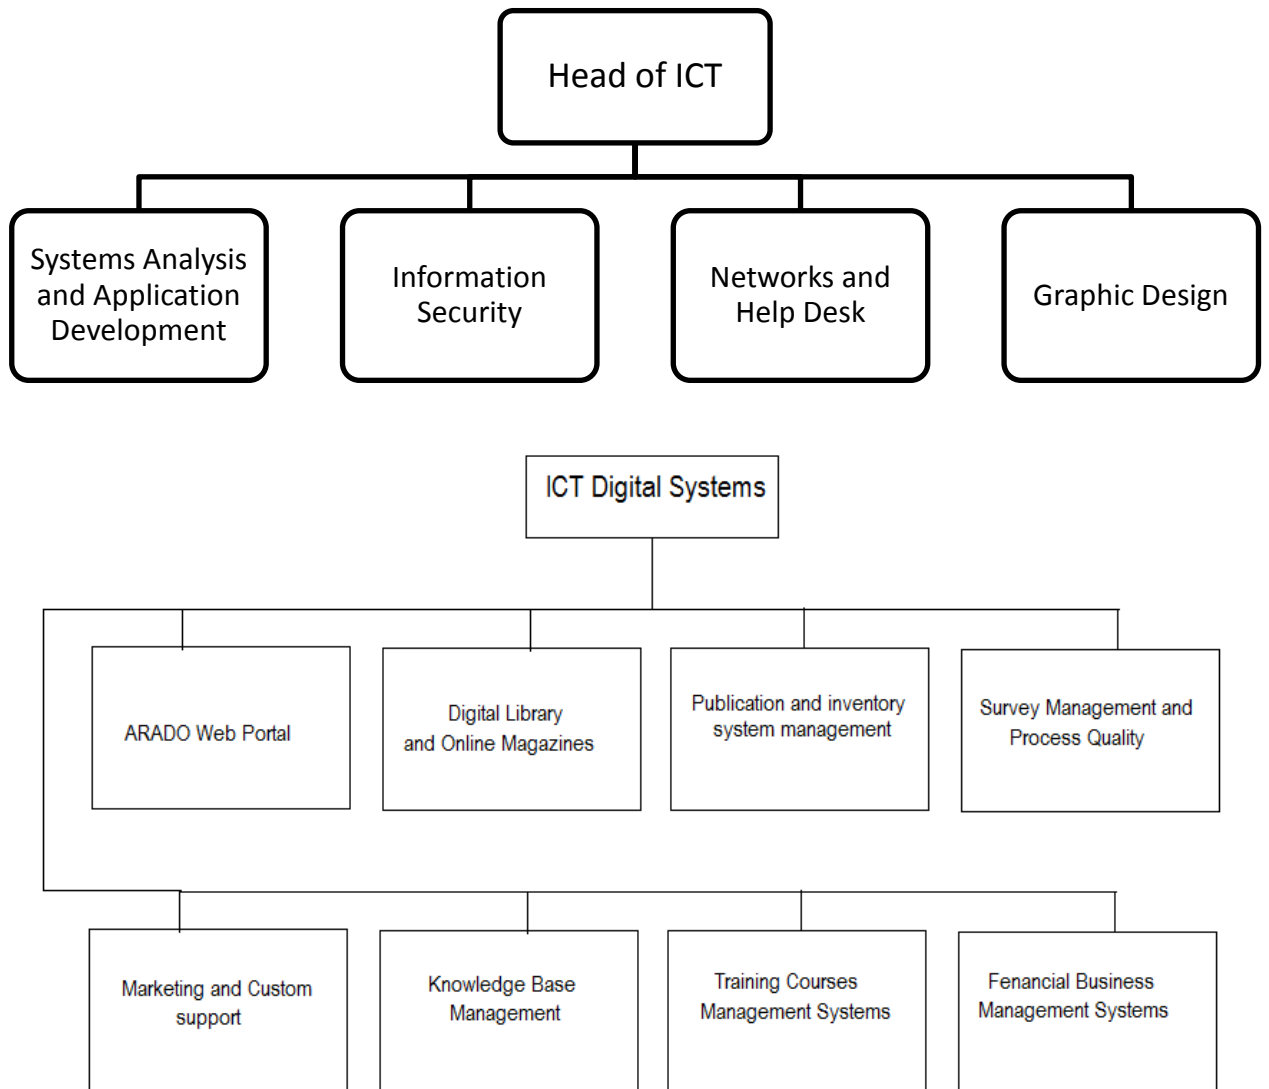 Head of ICT
Systems Analysis
and Application
Development
Information
Security
Networks and
Help Desk
Graphic Design
ICT Digital Systems
ARADO Web Portal
Digital Library
and Online Magazines
Publication and inventory
system management
Survey Management and
Process Quality
Marketing and Custom
support
Knowledge Base
Management
Training Courses
Management Systems
Fenancial Business
Management Systems